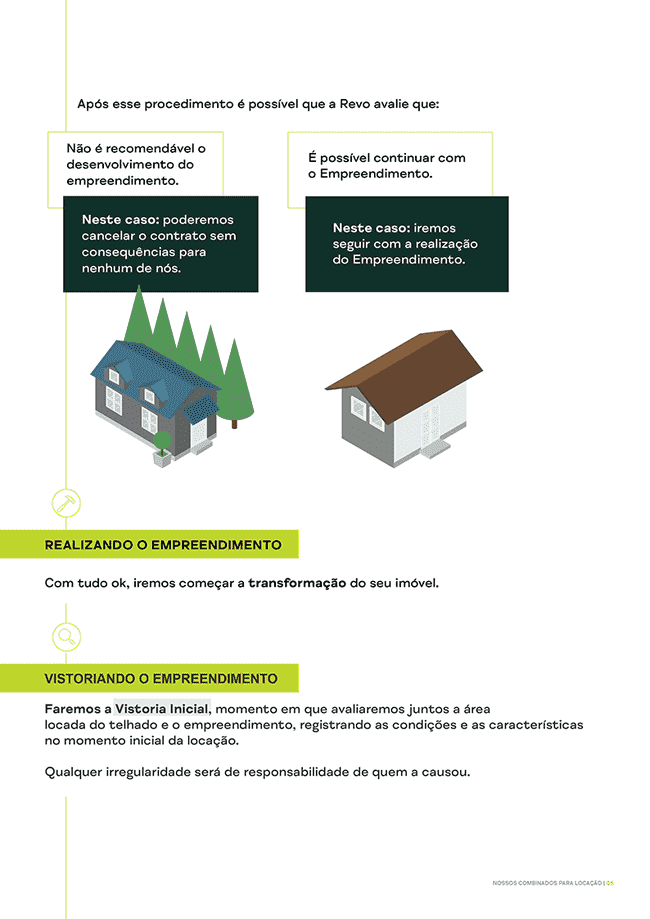 Após esse procedimento é possível que a Revo avalie que:
Não é recomendável o
desenvolvimento do
empreendimento.
Neste caso: poderemos
cancelar o contrato sem
consequências para
nenhum de nós.
É possível continuar com
o Empreendimento.
Neste caso: iremos
seguir com a realização
do Empreendimento.
REALIZANDO O EMPREENDIMENTO
Com tudo ok, iremos começar a transformação do seu imóvel.
VISTORIANDO O EMPREENDIMENTO
Faremos a Vistoria Inicial, momento em que avaliaremos juntos a área
locada do telhado e o empreendimento, registrando as condições e as características
no momento inicial da locação.
Qualquer irregularidade será de responsabilidade de quem a causou.
NOSSOS COMBINADOS PARA LOCAÇÃO |